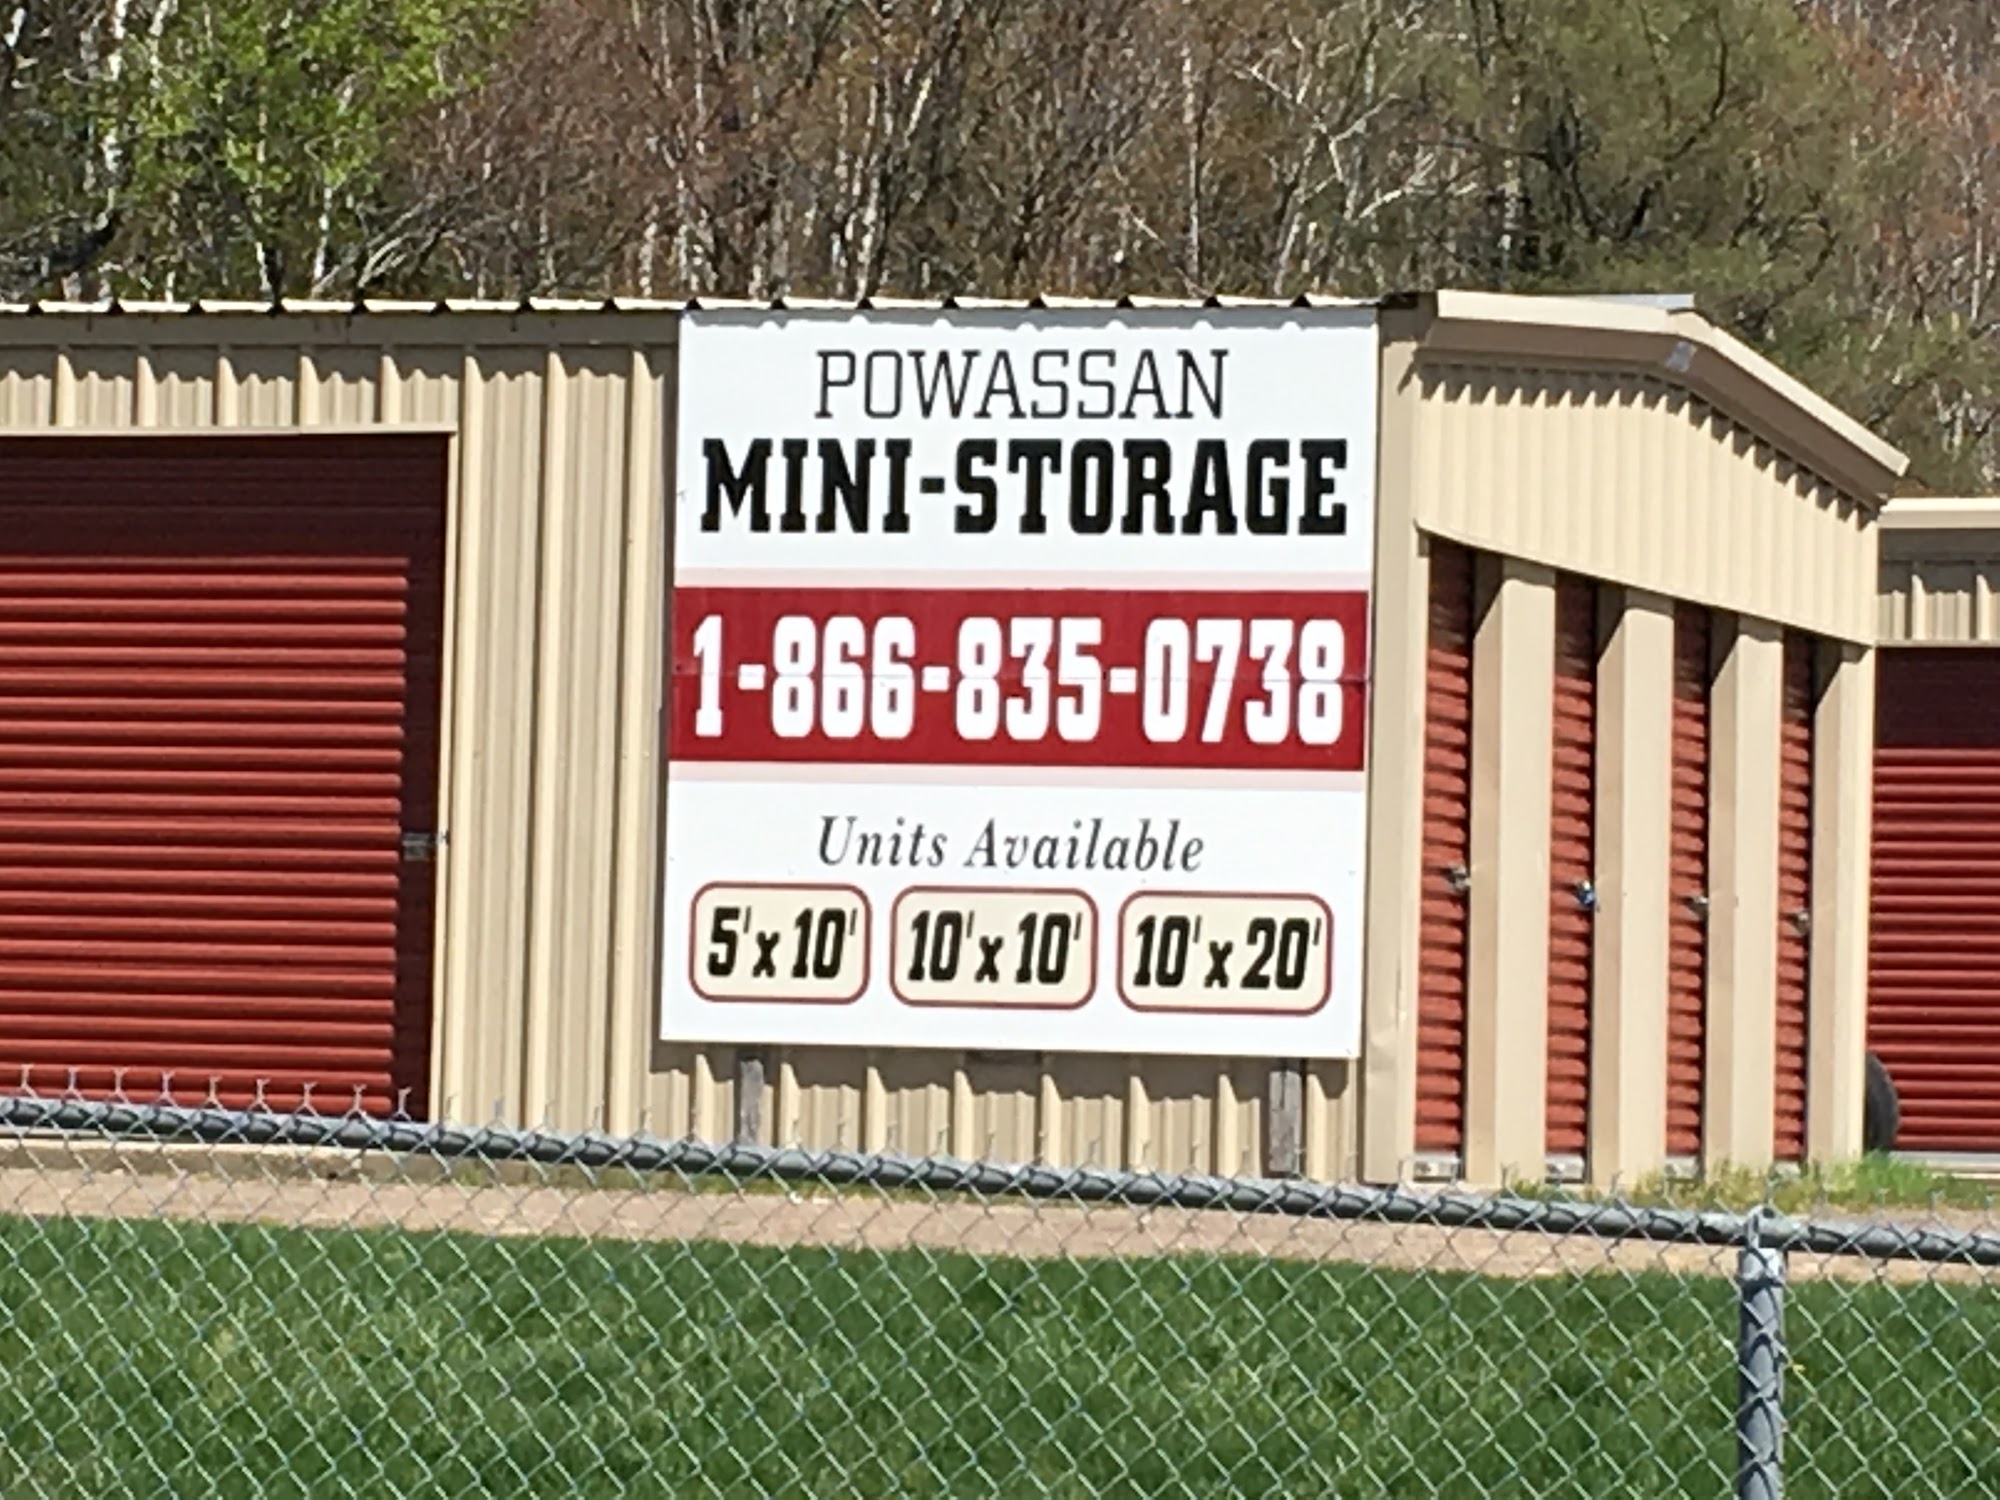 POWASSAN
MINI-STORAGE
1-866-835-0738
Units Available
5'x 10' 10'x 10' 10'x 20'